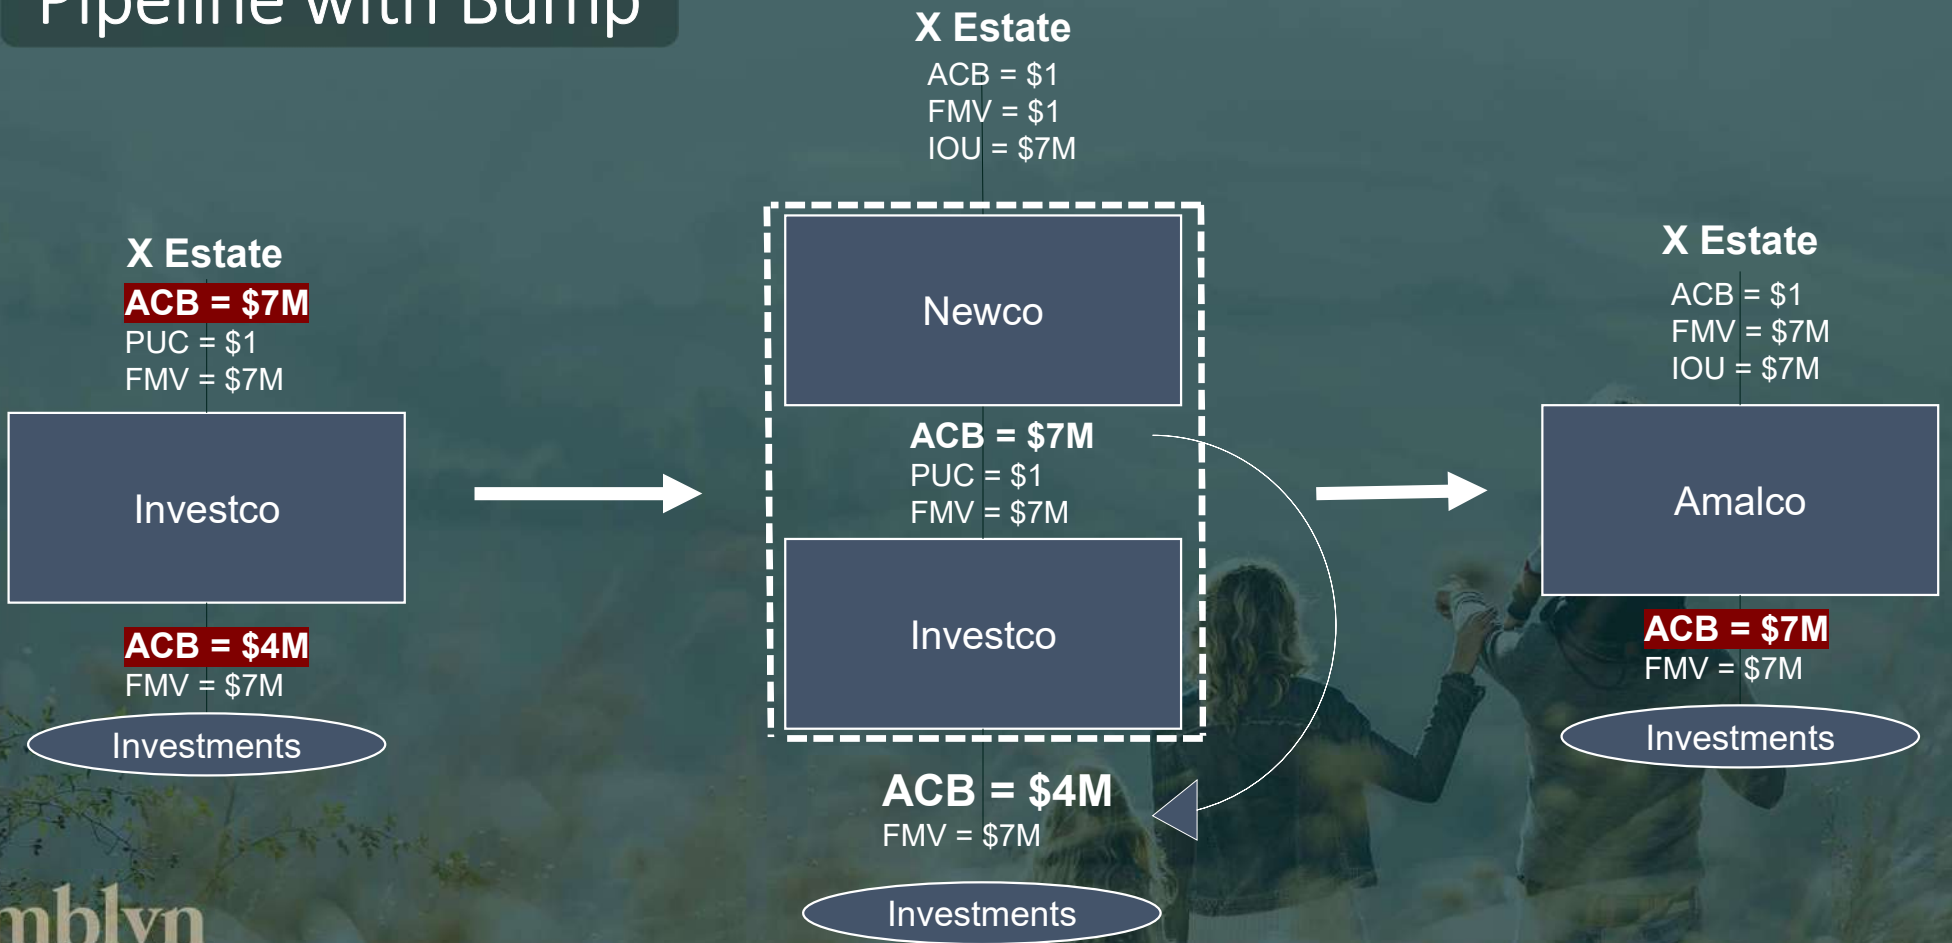 Pipeline with Bump
X Estate
ACB = $7M
PUC = $1
FMV = $7M
Investco
ACB = $4M
FMV = $7M
Investments
X Estate
ACB = $1
FMV = $1
IOU = $7M
Newco
ACB = $7M
PUC = $1
FMV = $7M
Investco
ACB = $4M
FMV = $7M
Investments
X Estate
ACB = $1
FMV = $7M
IOU = $7M
Amalco
ACB = $7M
FMV = $7M
Investments
mblyn